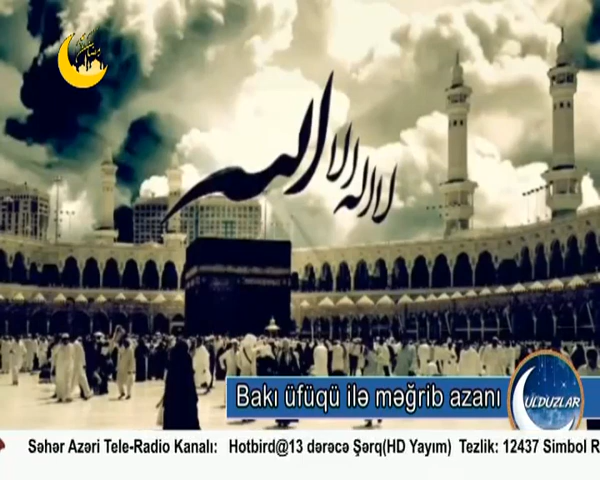 لا اله الا الله
Bakı üfüqü ilə məğrib azanı
ULDUZLAR
Səhər Azəri Tele-Radio Kanalı: Hotbird@13 dərəcə Şərq(HD Yayım) Tezlik: 12437 Simbol R